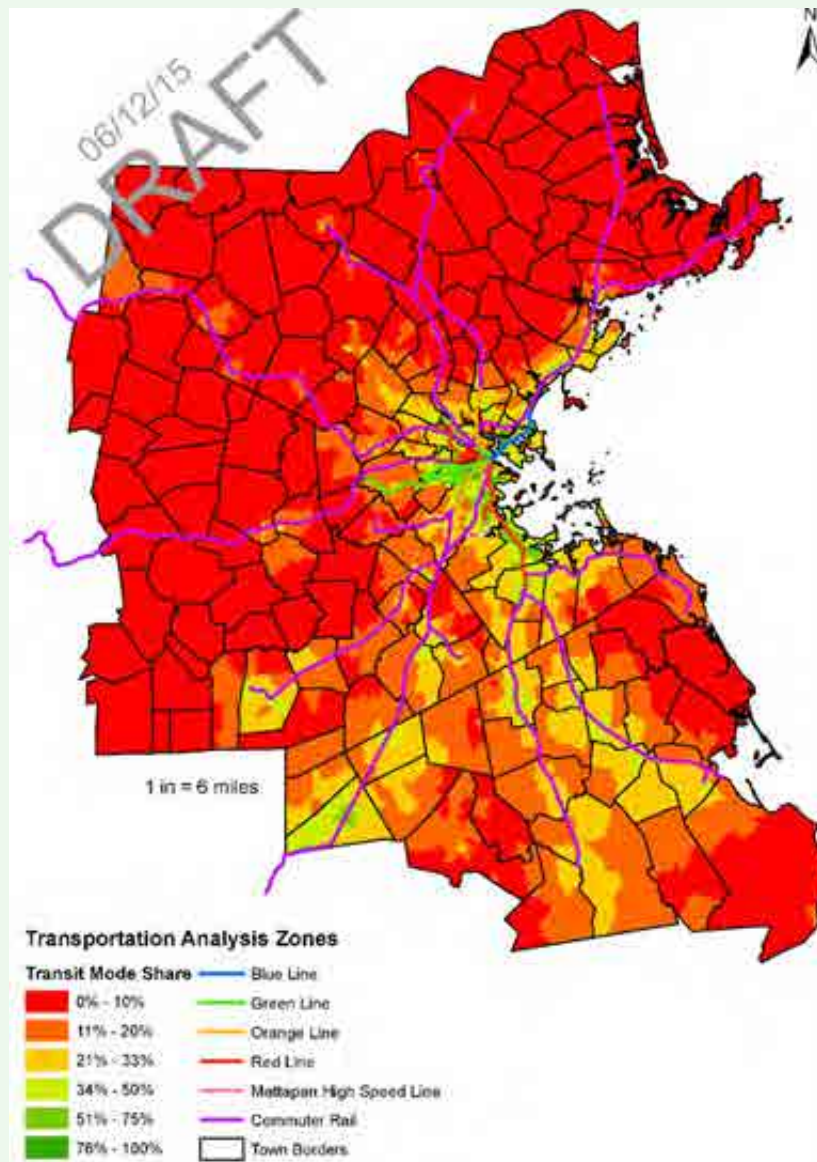 N
06/12/15
DRAFT
1 in = 6 miles
Transportation Analysis Zones
Transit Mode Share
0% - 10%
11% - 20%
21% - 33%
34% - 50%
51% - 75%
76% - 100%
Blue Line
Green Line
Orange Line
Red Line
Mattapan High Speed Line
Commuter Rail
Town Borders